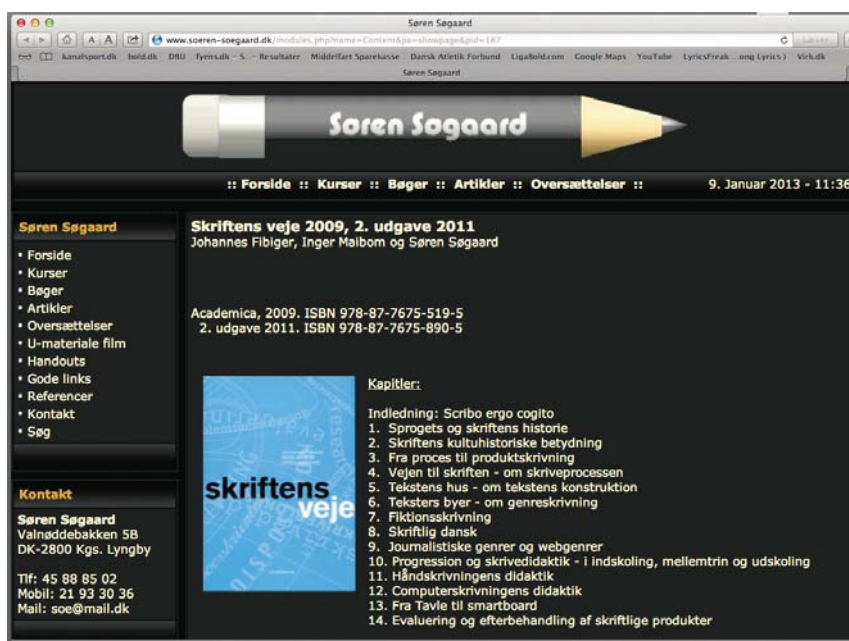 Søren Søgaard
A A
www.soeren-soegaard.dk/modules.php?name=Content&pa=showpage&pid=187
Læser
kanalsport.dk bold.dk DBU fyens.dk - S...- Resultater Middelfart Sparekasse Dansk Atletik Forbund Ligabold.com Google Maps YouTube LyricsFreak ...ong Lyrics ) Virk.dk
Søren Søgaard
Søren Søgaard
:: Forside :: Kurser :: Bøger :: Artikler :: Oversættelser ::
9. Januar 2013 - 11:36
Søren Søgaard
• Forside
• Kurser
• Bøger
• Artikler
• Oversættelser
• U-materiale film
• Handouts
• Gode links
• Referencer
• Kontakt
• Søg
Kontakt
Søren Søgaard
Valnøddebakken 5B
DK-2800 Kgs. Lyngby
Tlf: 45 88 85 02
Mobil: 21 93 30 36
Mail: soe@mail.dk
Skriftens veje 2009, 2. udgave 2011
Johannes Fibiger, Inger Maibom og Søren Søgaard
Academica, 2009. ISBN 978-87-7675-519-5
2. udgave 2011. ISBN 978-87-7675-890-5
skriftens
veje
Kapitler:
Indledning: Scribo ergo cogito
1. Sprogets og skriftens historie
2. Skriftens kultuhistoriske betydning
3. Fra proces til produktskrivning
4. Vejen til skriften - om skriveprocessen
5. Tekstens hus - om tekstens konstruktion
6. Teksters byer - om genreskrivning
7. Fiktionsskrivning
8. Skriftlig dansk
9. Journalistiske genrer og webgenrer
10. Progression og skrivedidaktik - i indskoling, mellemtrin og udskoling
11. Håndskrivningens didaktik
12. Computerskrivningens didaktik
13. Fra Tavle til smartboard
14. Evaluering og efterbehandling af skriftlige produkter